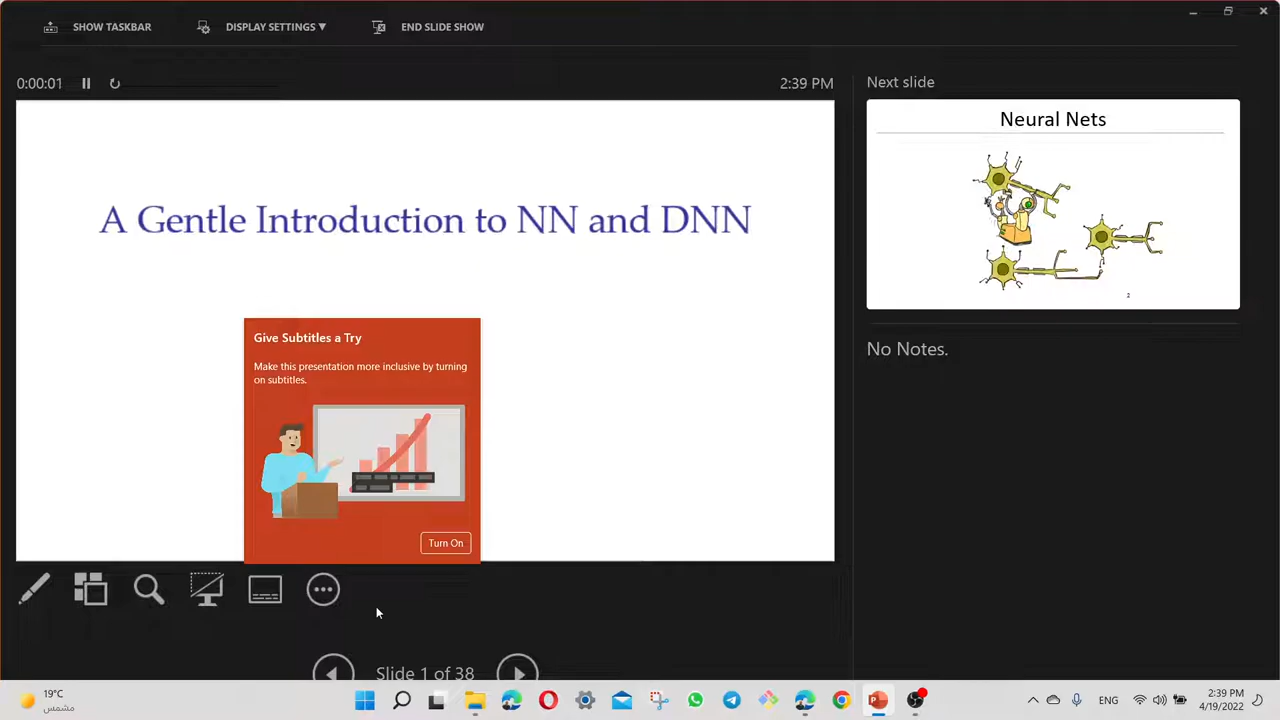 SHOW TASKBAR
DISPLAY SETTINGS ▼
END SLIDE SHOW
0:00:01
2:39 PM
A Gentle Introduction to NN and DNN
Give Subtitles a Try
Make this presentation more inclusive by turning
on subtitles.
Turn On
Slide 1 of 38
Next slide
Neural Nets
2
No Notes.
19°C
مشمس
ENG
2:39 PM
4/19/2022